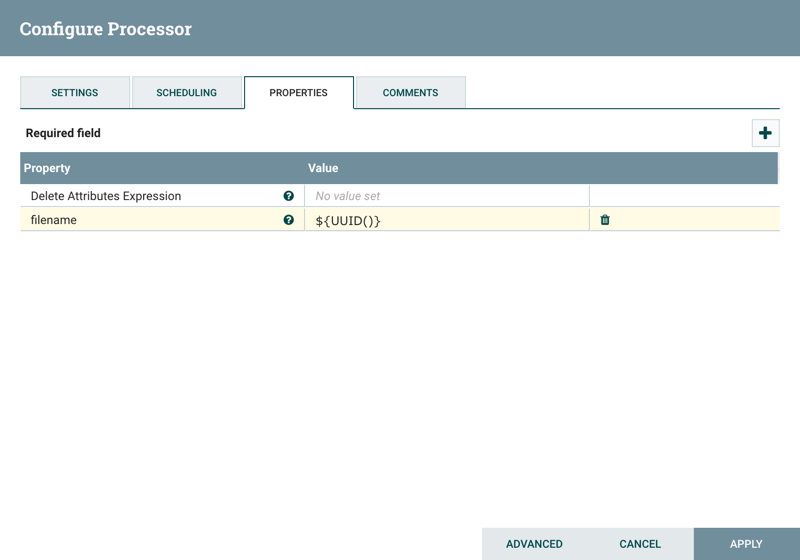 Configure Processor
SETTINGS SCHEDULING PROPERTIES COMMENTS
Required field
Property Value
Delete Attributes Expression No value set
filename ${UUID()}
ADVANCED CANCEL APPLY